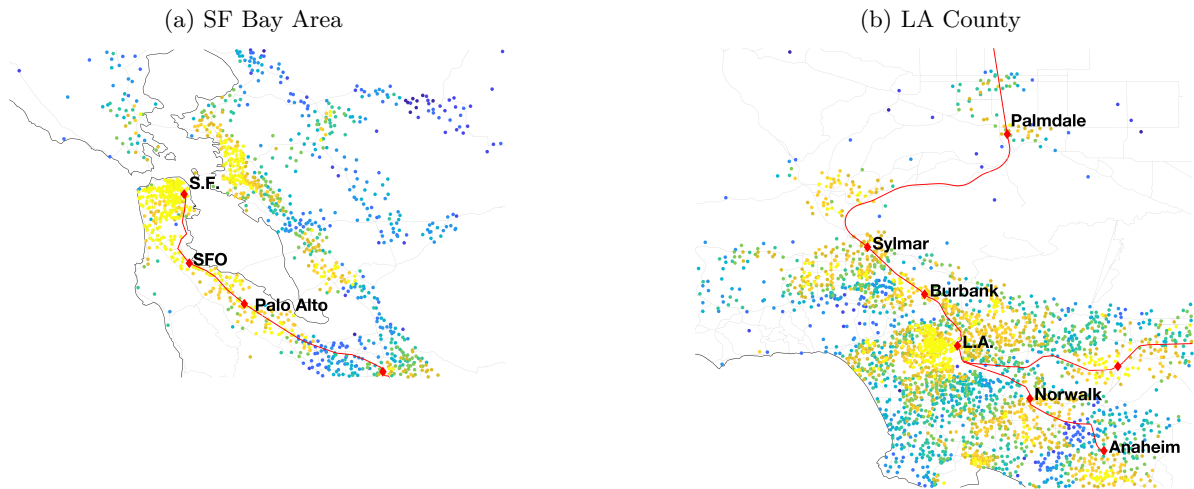 (a) SF Bay Area
S.F.
SFO
Palo Alto
(b) LA County
Palmdale
Sylmar
Burbank
L.A.
Norwalk
Anaheim